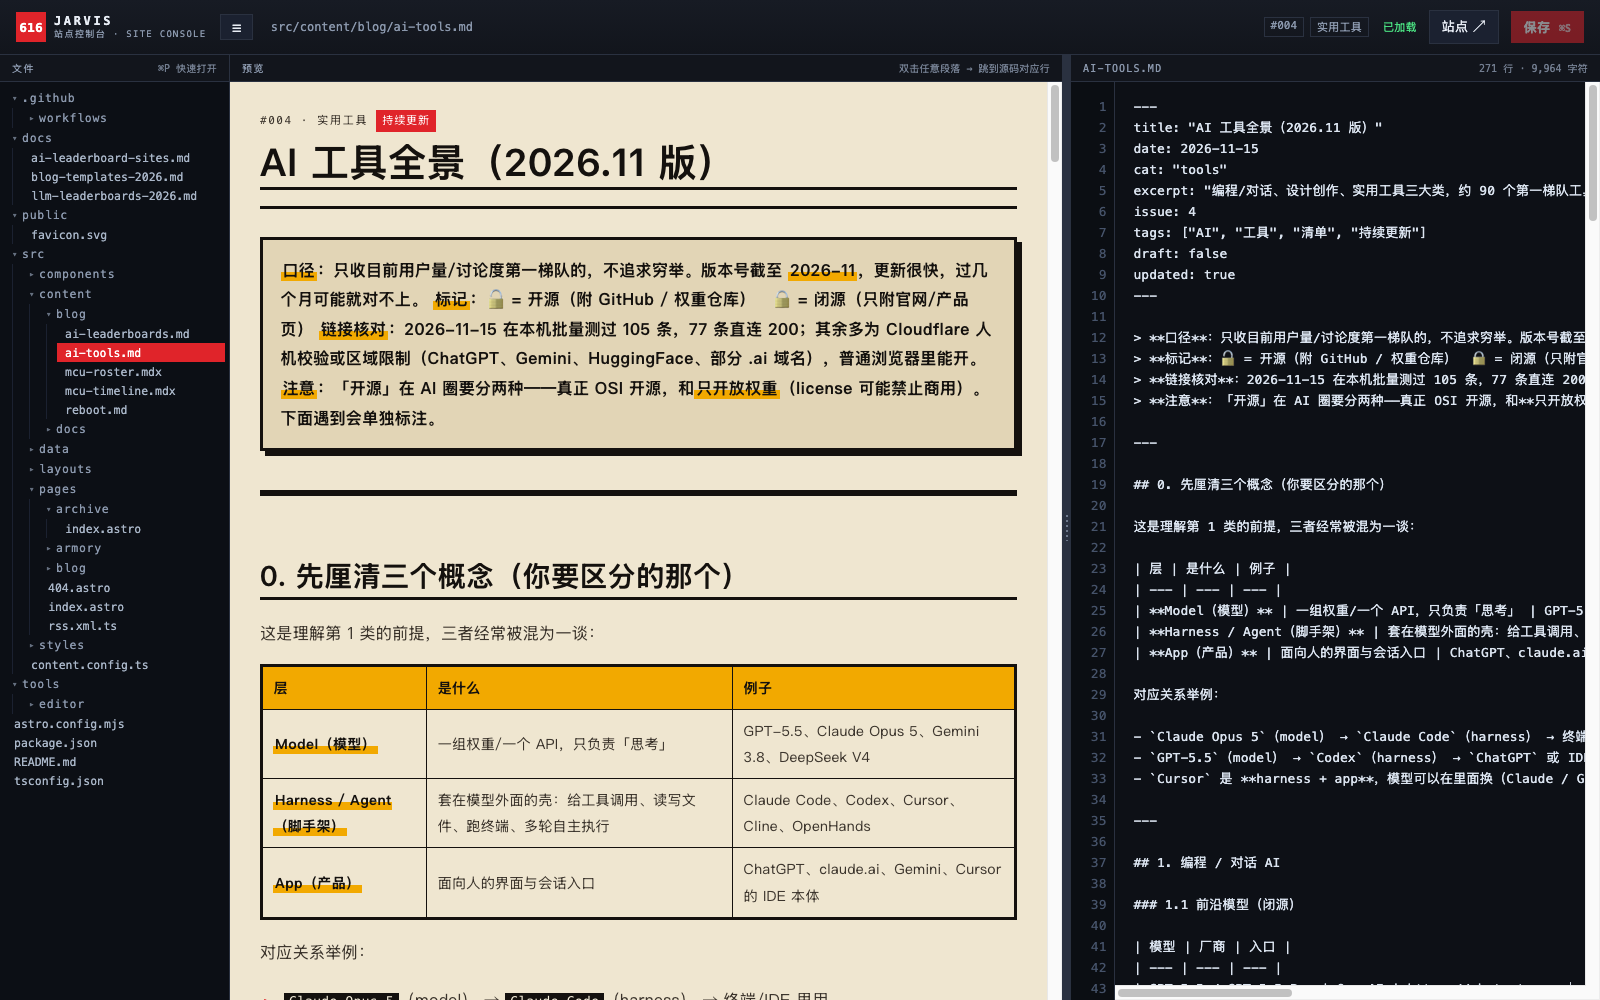 616 JARVIS
站点控制台 · SITE CONSOLE
≡
src/content/blog/ai-tools.md
#004 实用工具 已加载 站点 ↗ 保存 ⌘S
文件 ⌘P 快速打开
.github
workflows
docs
ai-leaderboard-sites.md
blog-templates-2026.md
llm-leaderboards-2026.md
public
favicon.svg
src
components
content
blog
ai-leaderboards.md
ai-tools.md
mcu-roster.mdx
mcu-timeline.mdx
reboot.md
docs
data
layouts
pages
archive
index.astro
armory
blog
404.astro
index.astro
rss.xml.ts
styles
content.config.ts
tools
editor
astro.config.mjs
package.json
README.md
tsconfig.json
预览 双击任意段落 → 跳到源码对应行
#004 · 实用工具 持续更新
AI 工具全景（2026.11 版）
口径：只收目前用户量/讨论度第一梯队的，不追求穷举。版本号截至 2026-11，更新很快，过几
个月可能就对不上。 标记：🔓 = 开源（附 GitHub / 权重仓库） 🔒 = 闭源（只附官网/产品
页） 链接核对：2026-11-15 在本机批量测过 105 条，77 条直连 200；其余多为 Cloudflare 人
机校验或区域限制（ChatGPT、Gemini、HuggingFace、部分 .ai 域名），普通浏览器里能开。
注意：「开源」在 AI 圈要分两种——真正 OSI 开源，和只开放权重（license 可能禁止商用）。
下面遇到会单独标注。
0. 先厘清三个概念（你要区分的那个）
这是理解第 1 类的前提，三者经常被混为一谈：
层 是什么 例子
Model（模型） 一组权重/一个 API，只负责「思考」 GPT-5.5、Claude Opus 5、Gemini
3.8、DeepSeek V4
Harness / Agent
（脚手架） 套在模型外面的壳：给工具调用、读写文
件、跑终端、多轮自主执行 Claude Code、Codex、Cursor、
Cline、OpenHands
App（产品） 面向人的界面与会话入口 ChatGPT、claude.ai、Gemini、Cursor
的 IDE 本体
对应关系举例：
Claude Opus 5（model） → Claude Code（harness） → 终端/IDE 里用
AI-TOOLS.MD 271 行 · 9,964 字符
1 ---
2 title: "AI 工具全景（2026.11 版）"
3 date: 2026-11-15
4 cat: "tools"
5 excerpt: "编程/对话、设计创作、实用工具三大类，约 90 个第一梯队工
6 issue: 4
7 tags: ["AI", "工具", "清单", "持续更新"]
8 draft: false
9 updated: true
10 ---
11
12 > **口径**：只收目前用户量/讨论度第一梯队的，不追求穷举。版本号截至
13 > **标记**：🔓 = 开源（附 GitHub / 权重仓库） 🔒 = 闭源（只附官
14 > **链接核对**：2026-11-15 在本机批量测过 105 条，77 条直连 200
15 > **注意**：「开源」在 AI 圈要分两种——真正 OSI 开源，和**只开放权
16
17 ---
18
19 ## 0. 先厘清三个概念（你要区分的那个）
20
21 这是理解第 1 类的前提，三者经常被混为一谈：
22
23 | 层 | 是什么 | 例子 |
24 | --- | --- | --- |
25 | **Model（模型）** | 一组权重/一个 API，只负责「思考」 | GPT-5
26 | **Harness / Agent（脚手架）** | 套在模型外面的壳：给工具调用、
27 | **App（产品）** | 面向人的界面与会话入口 | ChatGPT、claude.ai
28
29 对应关系举例：
30
31 - `Claude Opus 5`（model） → `Claude Code`（harness） → 终端
32 - `GPT-5.5`（model） → `Codex`（harness） → `ChatGPT` 或 IDE
33 - `Cursor` 是 **harness + app**，模型可以在里面换（Claude / G
34
35 ---
36
37 ## 1. 编程 / 对话 AI
38
39 ### 1.1 前沿模型（闭源）
40
41 | 模型 | 厂商 | 入口 |
42 | --- | --- | --- |
43